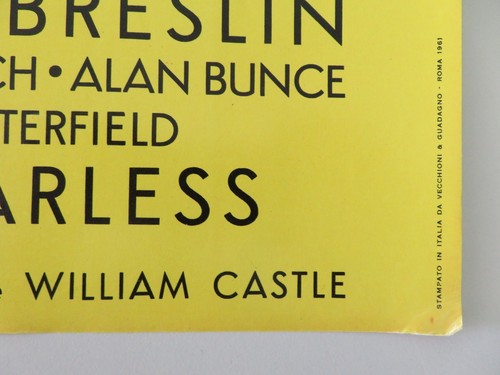 BRESLIN
CH • ALAN BUNCE
TERFIELD
ARLESS
WILLIAM CASTLE
STAMPATO IN ITALIA DA VECCHIONI & GUADAGNO - ROMA 1961